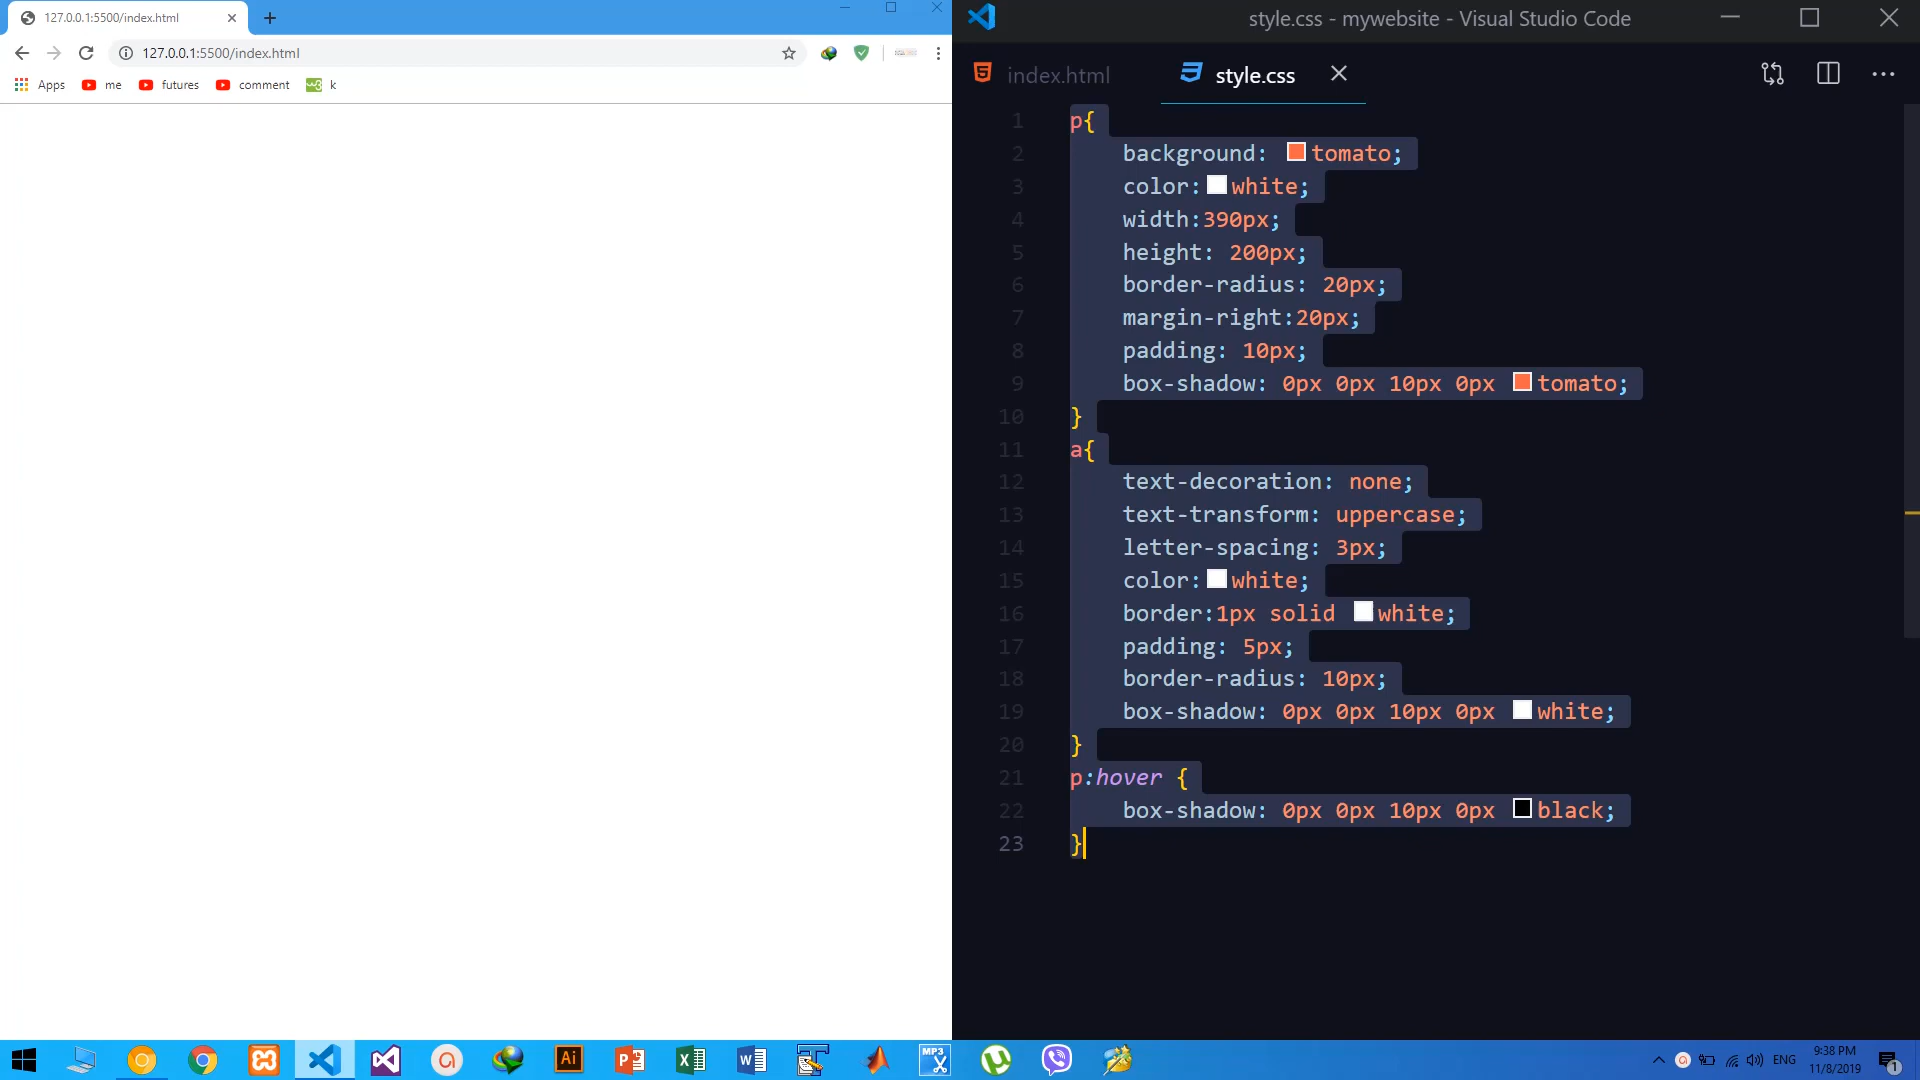 127.0.0.1:5500/index.html
127.0.0.1:5500/index.html
Apps me futures comment w3 k
style.css - mywebsite - Visual Studio Code
index.html style.css
1 p{
2 background: tomato;
3 color: white;
4 width:390px;
5 height: 200px;
6 border-radius: 20px;
7 margin-right:20px;
8 padding: 10px;
9 box-shadow: 0px 0px 10px 0px tomato;
10 }
11 a{
12 text-decoration: none;
13 text-transform: uppercase;
14 letter-spacing: 3px;
15 color: white;
16 border:1px solid white;
17 padding: 5px;
18 border-radius: 10px;
19 box-shadow: 0px 0px 10px 0px white;
20 }
21 p:hover {
22 box-shadow: 0px 0px 10px 0px black;
23 }
Ai P X W MP3
ENG
9:38 PM
11/8/2019
1